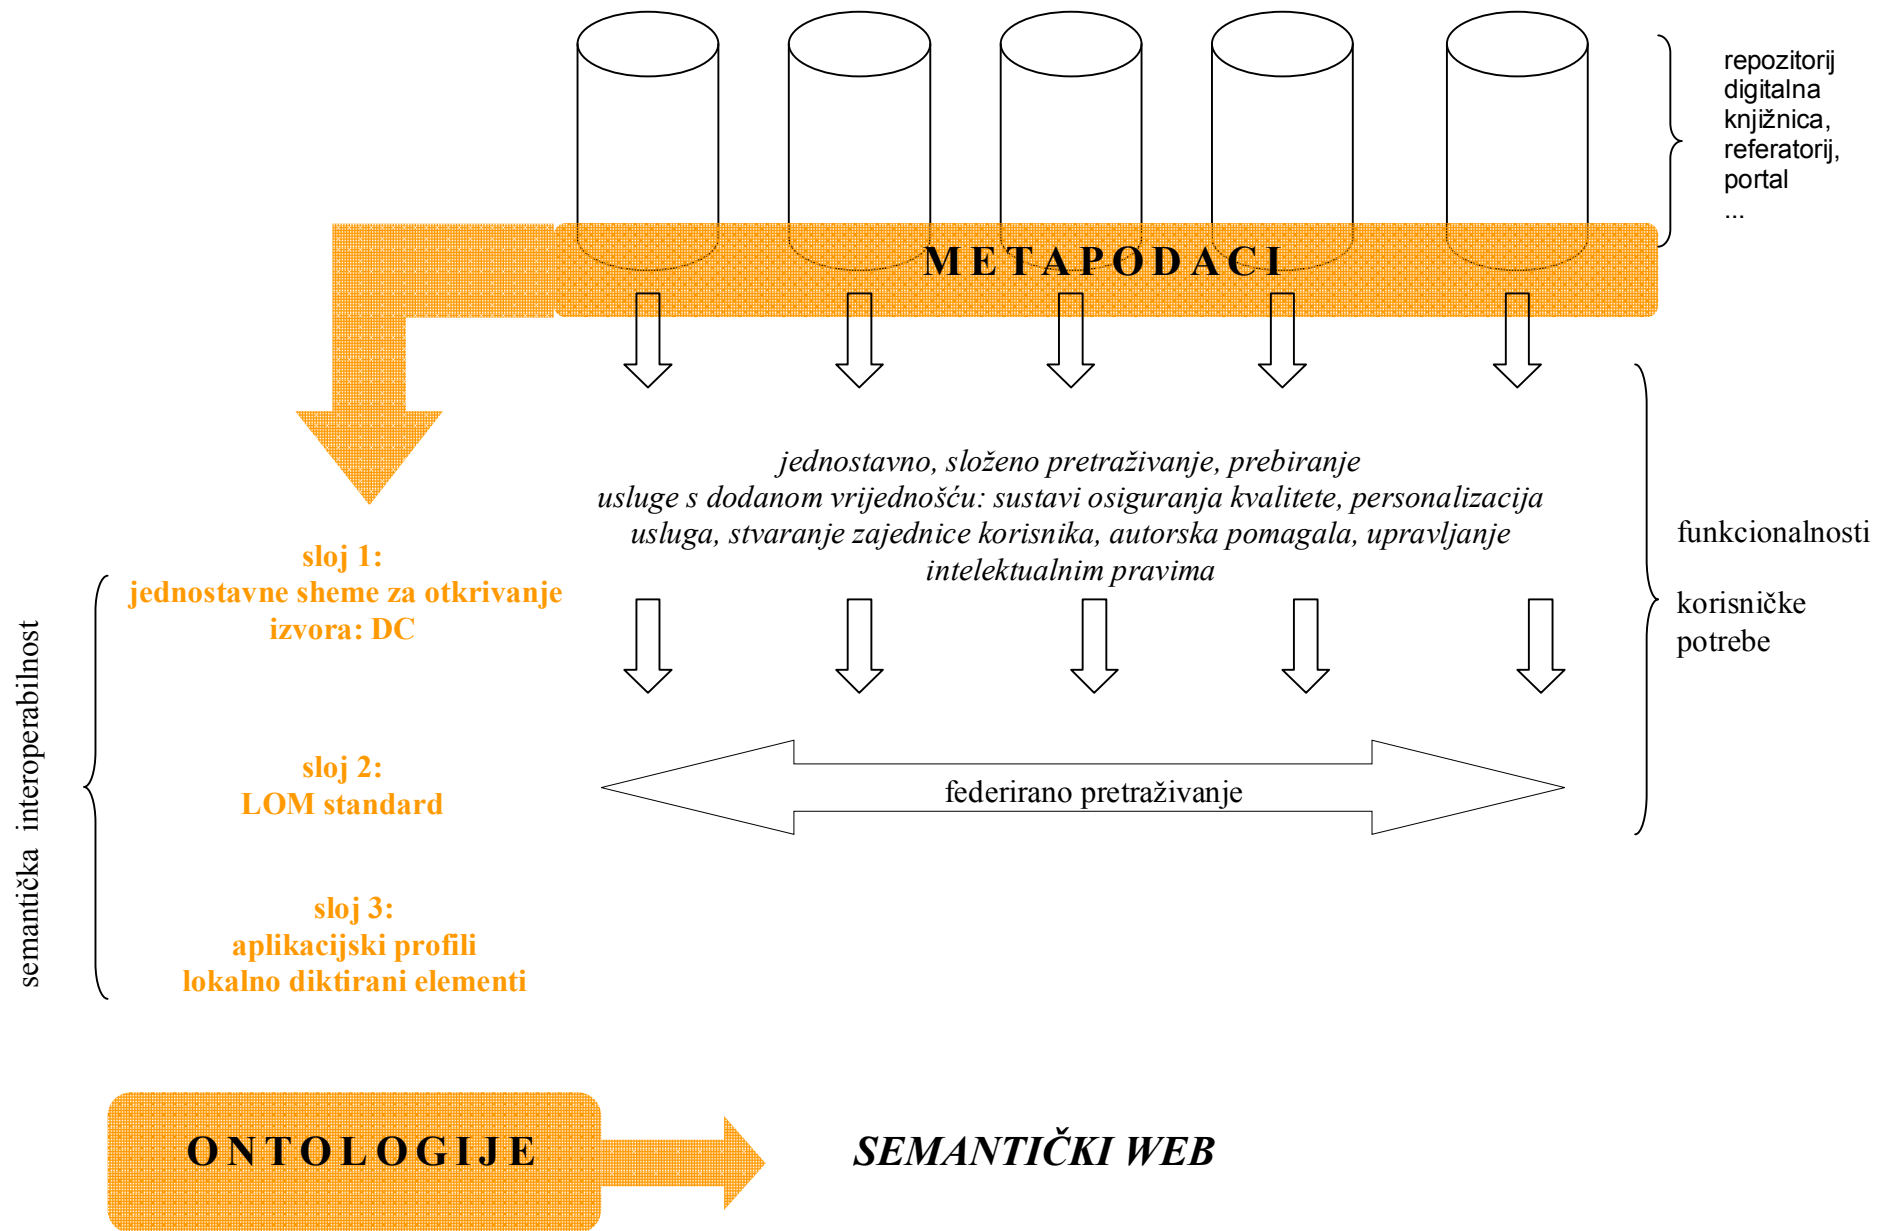 repozitorij
digitalna
knjižnica,
referatorij,
portal
...
METAPODACI
jednostavno, složeno pretraživanje, prebiranje
usluge s dodanom vrijednošću: sustavi osiguranja kvalitete, personalizacija
usluga, stvaranje zajednice korisnika, autorska pomagala, upravljanje
intelektualnim pravima
funkcionalnosti
korisničke
potrebe
semantička interoperabilnost
sloj 1:
jednostavne sheme za otkrivanje
izvora: DC
sloj 2:
LOM standard
federirano pretraživanje
sloj 3:
aplikacijski profili
lokalno diktirani elementi
ONTOLOGIJE
SEMANTIČKI WEB